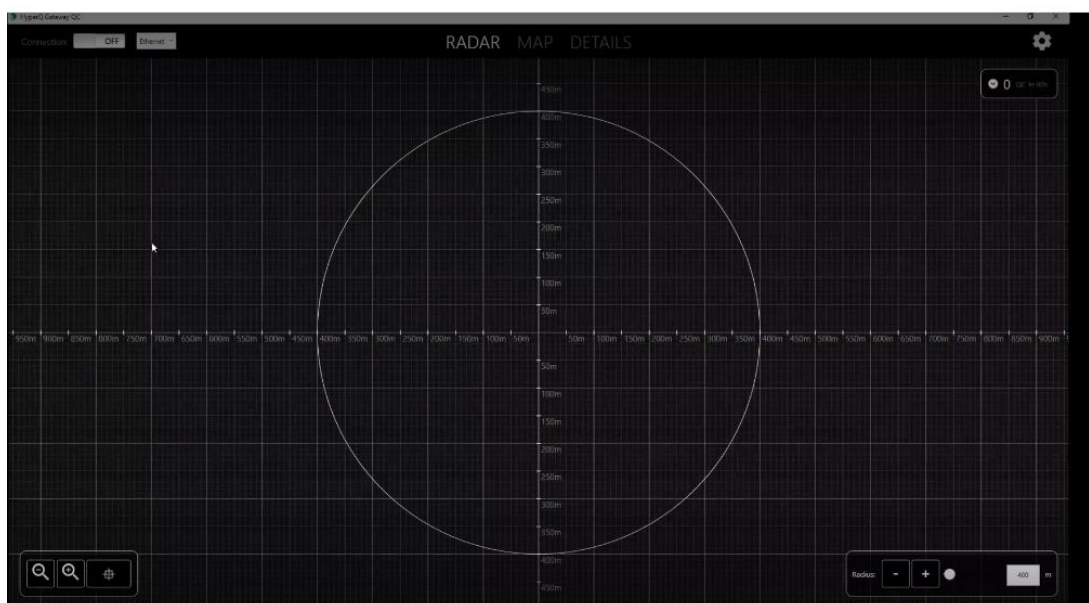 HyperQ Gateway QC
Connection: OFF Ethernet
RADAR MAP DETAILS
0 QC in 60s
450m
400m
350m
300m
250m
200m
150m
100m
50m
950m 900m 850m 800m 750m 700m 650m 600m 550m 500m 450m 400m 350m 300m 250m 200m 150m 100m 50m 50m 100m 150m 200m 250m 300m 350m 400m 450m 500m 550m 600m 650m 700m 750m 800m 850m 900m
50m
100m
150m
200m
250m
300m
350m
400m
450m
Radius: - + 400 m